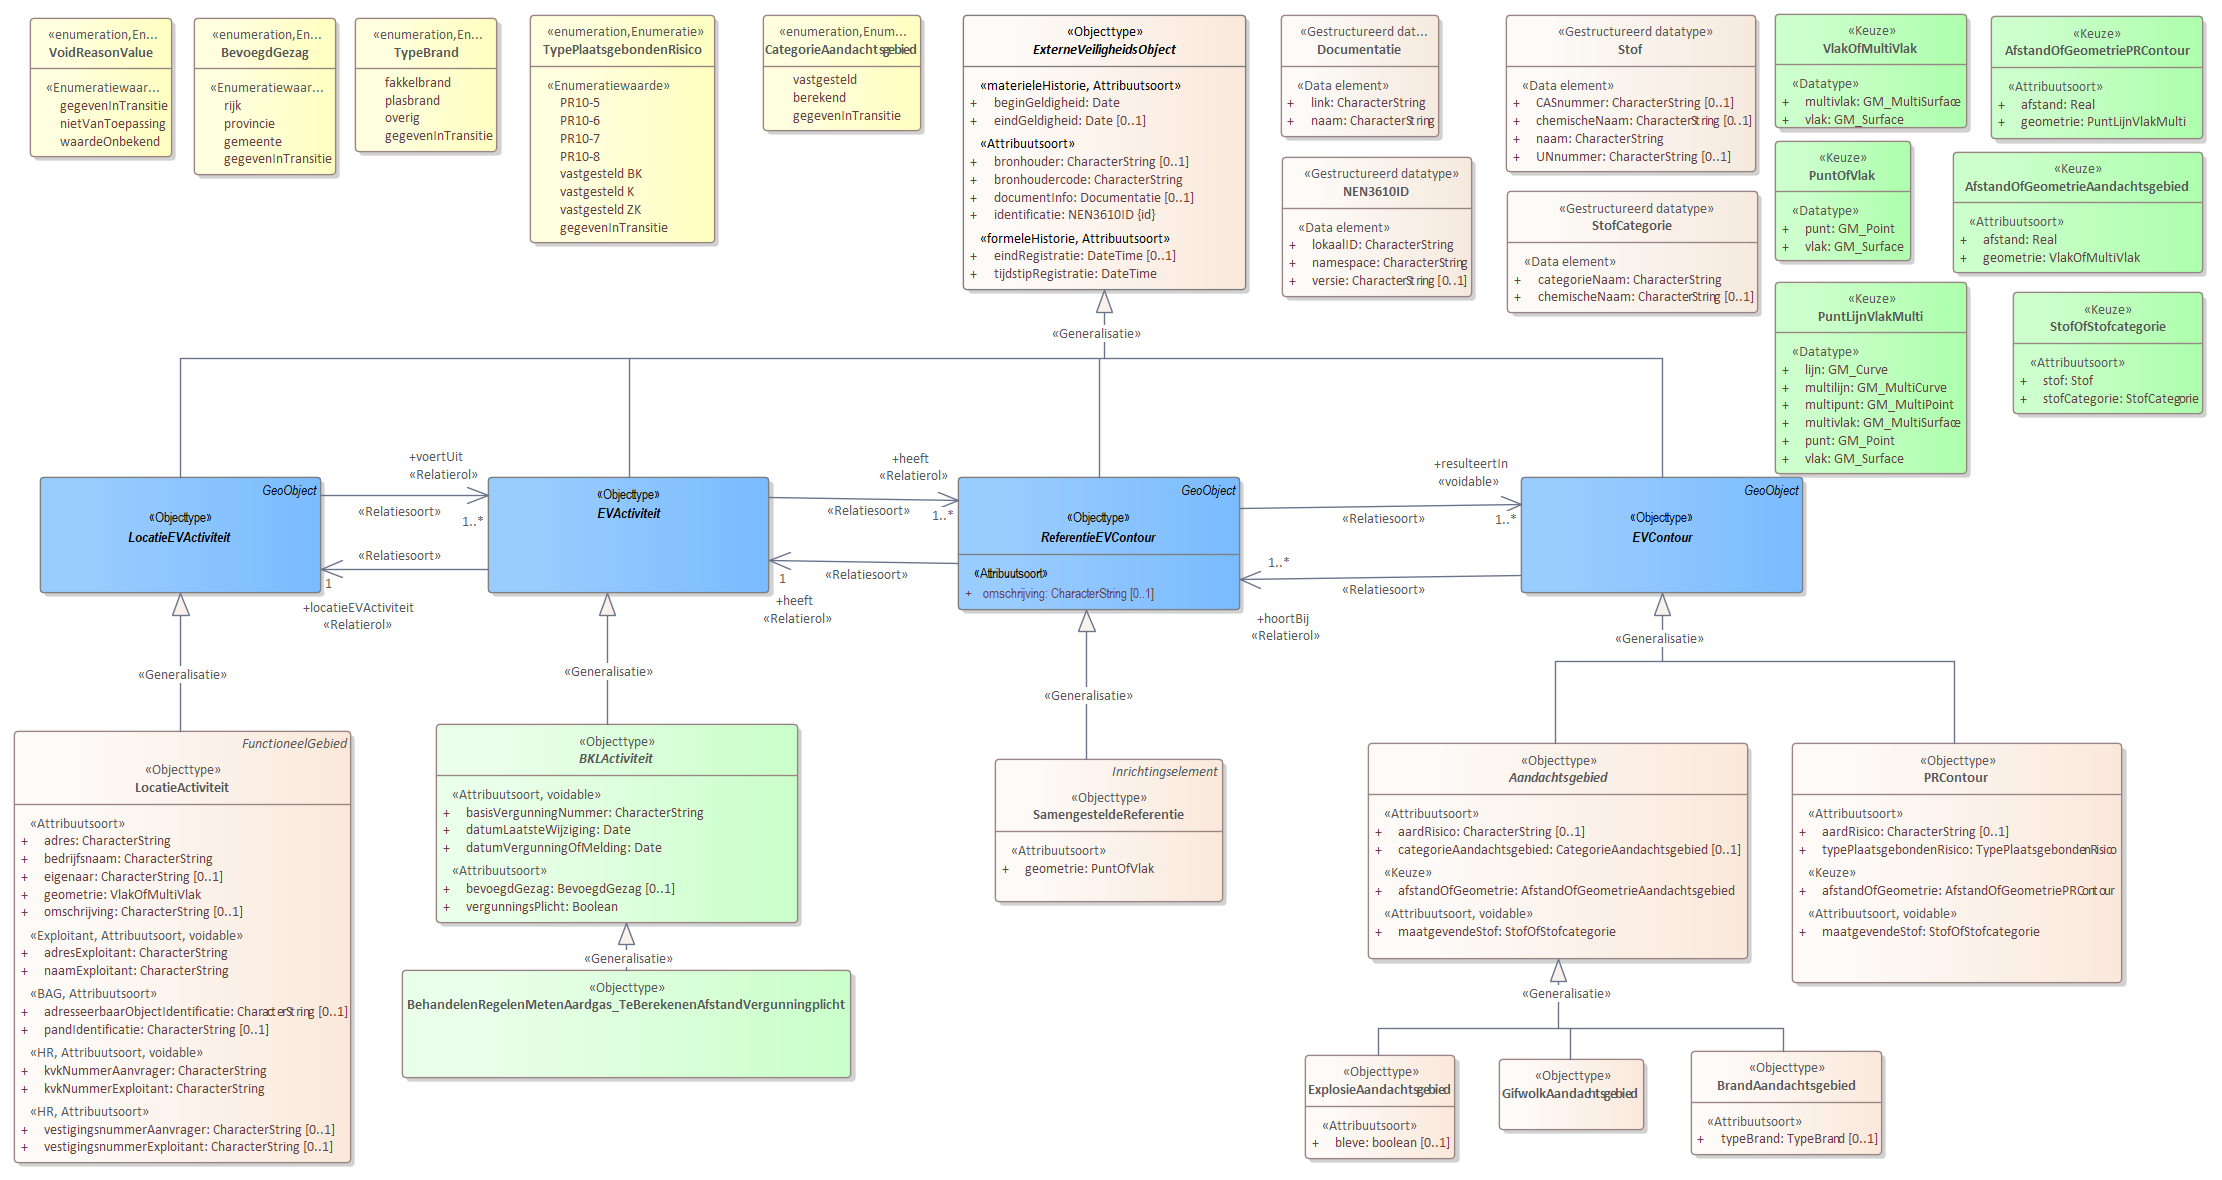 «enumeration,En...
VoidReasonValue
«Enumeratiewaar...
gegevenInTransitie
nietVanToepassing
waardeOnbekend
«enumeration,En...
BevoegdGezag
«Enumeratiewaar...
rijk
provincie
gemeente
gegevenInTransitie
«enumeration,En...
TypeBrand
fakkelbrand
plasbrand
overig
gegevenInTransitie
«enumeration,Enumeratie»
TypePlaatsgebondenRisico
«Enumeratiewaarde»
PR10-5
PR10-6
PR10-7
PR10-8
vastgesteld BK
vastgesteld K
vastgesteld ZK
gegevenInTransitie
«enumeration,Enum...
CategorieAandachtsgebied
vastgesteld
berekend
gegevenInTransitie
«Objecttype»
ExterneVeiligheidsObject
«materieleHistorie, Attribuutsoort»
+ beginGeldigheid: Date
+ eindGeldigheid: Date [0..1]
«Attribuutsoort»
+ bronhouder: CharacterString [0..1]
+ bronhoudercode: CharacterString
+ documentInfo: Documentatie [0..1]
+ identificatie: NEN3610ID {id}
«formeleHistorie, Attribuutsoort»
+ eindRegistratie: DateTime [0..1]
+ tijdstipRegistratie: DateTime
«Gestructureerd dat...
Documentatie
«Data element»
+ link: CharacterString
+ naam: CharacterString
«Gestructureerd datatype»
NEN3610ID
«Data element»
+ lokaalID: CharacterString
+ namespace: CharacterString
+ versie: CharacterString [0..1]
«Gestructureerd datatype»
Stof
«Data element»
+ CASnummer: CharacterString [0..1]
+ chemischeNaam: CharacterString [0..1]
+ naam: CharacterString
+ UNnummer: CharacterString [0..1]
«Gestructureerd datatype»
StofCategorie
«Data element»
+ categorieNaam: CharacterString
+ chemischeNaam: CharacterString [0..1]
«Keuze»
VlakOfMultiVlak
«Datatype»
+ multivlak: GM_MultiSurface
+ vlak: GM_Surface
«Keuze»
PuntOfVlak
«Datatype»
+ punt: GM_Point
+ vlak: GM_Surface
«Keuze»
PuntLijnVlakMulti
«Datatype»
+ lijn: GM_Curve
+ multilijn: GM_MultiCurve
+ multipunt: GM_MultiPoint
+ multivlak: GM_MultiSurface
+ punt: GM_Point
+ vlak: GM_Surface
«Keuze»
AfstandOfGeometriePRContour
«Attribuutsoort»
+ afstand: Real
+ geometrie: PuntLijnVlakMulti
«Keuze»
AfstandOfGeometrieAandachtsgebied
«Attribuutsoort»
+ afstand: Real
+ geometrie: VlakOfMultiVlak
«Keuze»
StofOfStofcategorie
«Attribuutsoort»
+ stof: Stof
+ stofCategorie: StofCategorie
«Generalisatie»
GeoObject
«Objecttype»
LocatieEVActiviteit
+voertUit
«Relatierol»
«Relatiesoort»
1..*
«Relatiesoort»
1
+locatieEVActiviteit
«Relatierol»
«Objecttype»
EVActiviteit
+heeft
«Relatierol»
«Relatiesoort»
1..*
«Relatiesoort»
1
+heeft
«Relatierol»
GeoObject
«Objecttype»
ReferentieEVContour
«Attribuutsoort»
+ omschrijving: CharacterString [0..1]
+resulteertIn
«voidable»
«Relatiesoort»
1..*
1..*
«Relatiesoort»
+hoortBij
«Relatierol»
GeoObject
«Objecttype»
EVContour
«Generalisatie»
«Generalisatie»
«Generalisatie»
«Generalisatie»
FunctioneelGebied
«Objecttype»
LocatieActiviteit
«Attribuutsoort»
+ adres: CharacterString
+ bedrijfsnaam: CharacterString
+ eigenaar: CharacterString [0..1]
+ geometrie: VlakOfMultiVlak
+ omschrijving: CharacterString [0..1]
«Exploitant, Attribuutsoort, voidable»
+ adresExploitant: CharacterString
+ naamExploitant: CharacterString
«BAG, Attribuutsoort»
+ adresseerbaarObjectIdentificatie: CharacterString [0..1]
+ pandIdentificatie: CharacterString [0..1]
«HR, Attribuutsoort, voidable»
+ kvkNummerAanvrager: CharacterString
+ kvkNummerExploitant: CharacterString
«HR, Attribuutsoort»
+ vestigingsnummerAanvrager: CharacterString [0..1]
+ vestigingsnummerExploitant: CharacterString [0..1]
«Objecttype»
BKLActiviteit
«Attribuutsoort, voidable»
+ basisVergunningNummer: CharacterString
+ datumLaatsteWijziging: Date
+ datumVergunningOfMelding: Date
«Attribuutsoort»
+ bevoegdGezag: BevoegdGezag [0..1]
+ vergunningsPlicht: Boolean
«Generalisatie»
«Objecttype»
BehandelenRegelenMetenAardgas_TeBerekenenAfstandVergunningplicht
Inrichtingselement
«Objecttype»
SamengesteldeReferentie
«Attribuutsoort»
+ geometrie: PuntOfVlak
«Objecttype»
Aandachtsgebied
«Attribuutsoort»
+ aardRisico: CharacterString [0..1]
+ categorieAandachtsgebied: CategorieAandachtsgebied [0..1]
«Keuze»
+ afstandOfGeometrie: AfstandOfGeometrieAandachtsgebied
«Attribuutsoort, voidable»
+ maatgevendeStof: StofOfStofcategorie
«Objecttype»
PRContour
«Attribuutsoort»
+ aardRisico: CharacterString [0..1]
+ typePlaatsgebondenRisico: TypePlaatsgebondenRisico
«Keuze»
+ afstandOfGeometrie: AfstandOfGeometriePRContour
«Attribuutsoort, voidable»
+ maatgevendeStof: StofOfStofcategorie
«Generalisatie»
«Objecttype»
ExplosieAandachtsgebied
«Attribuutsoort»
+ bleve: boolean [0..1]
«Objecttype»
GifwolkAandachtsgebied
«Objecttype»
BrandAandachtsgebied
«Attribuutsoort»
+ typeBrand: TypeBrand [0..1]